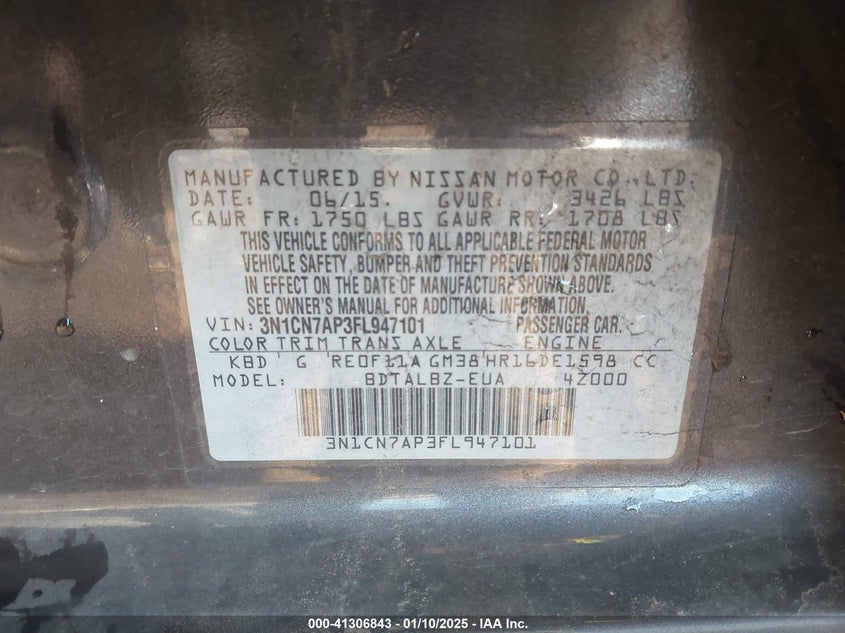 MANUFACTURED BY NISSAN MOTOR CO., LTD.
DATE: 06/15. GVWR: 3426 LBS
GAWR FR: 1750 LBS GAWR RR: 1708 LBS
THIS VEHICLE CONFORMS TO ALL APPLICABLE FEDERAL MOTOR
VEHICLE SAFETY, BUMPER AND THEFT PREVENTION STANDARDS
IN EFFECT ON THE DATE OF MANUFACTURE SHOWN ABOVE.
SEE OWNER'S MANUAL FOR ADDITIONAL INFORMATION.
VIN: 3N1CN7AP3FL947101 PASSENGER CAR.
COLOR TRIM TRANS AXLE ENGINE
KBD G RE0F11A GM38 HR16DE1598 CC
MODEL: BDTALBZ-EUA 4Z000
3N1CN7AP3FL947101
000-41306843 - 01/10/2025 - IAA Inc.